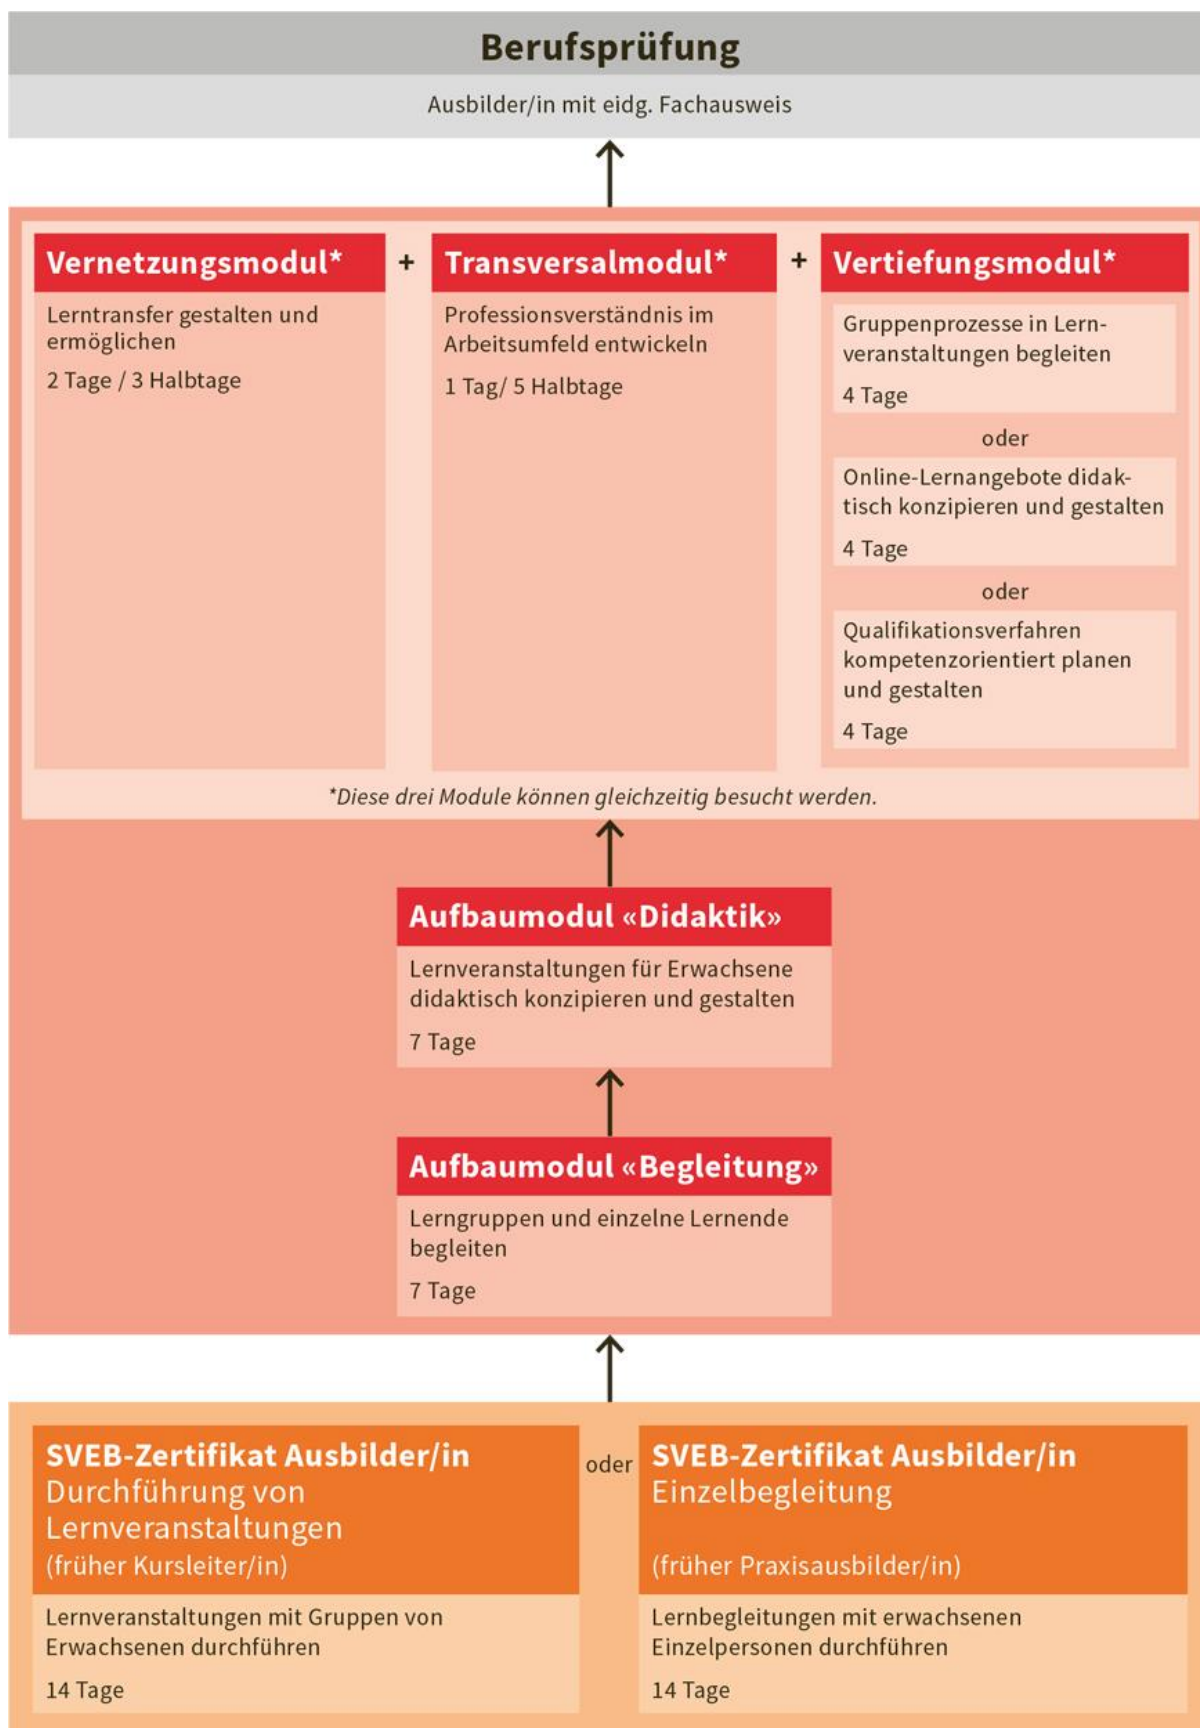 Berufsprüfung
Ausbilder/in mit eidg. Fachausweis
Vernetzungsmodul*
Lerntransfer gestalten und
ermöglichen
2 Tage / 3 Halbtage
+
Transversalmodul*
Professionsverständnis im
Arbeitsumfeld entwickeln
1 Tag/ 5 Halbtage
+
Vertiefungsmodul*
Gruppenprozesse in Lern-
veranstaltungen begleiten
4 Tage
oder
Online-Lernangebote didak-
tisch konzipieren und gestalten
4 Tage
oder
Qualifikationsverfahren
kompetenzorientiert planen
und gestalten
4 Tage
*Diese drei Module können gleichzeitig besucht werden.
Aufbaumodul «Didaktik»
Lernveranstaltungen für Erwachsene
didaktisch konzipieren und gestalten
7 Tage
Aufbaumodul «Begleitung»
Lerngruppen und einzelne Lernende
begleiten
7 Tage
SVEB-Zertifikat Ausbilder/in
Durchführung von
Lernveranstaltungen
(früher Kursleiter/in)
Lernveranstaltungen mit Gruppen von
Erwachsenen durchführen
14 Tage
oder
SVEB-Zertifikat Ausbilder/in
Einzelbegleitung
(früher Praxisausbilder/in)
Lernbegleitungen mit erwachsenen
Einzelpersonen durchführen
14 Tage